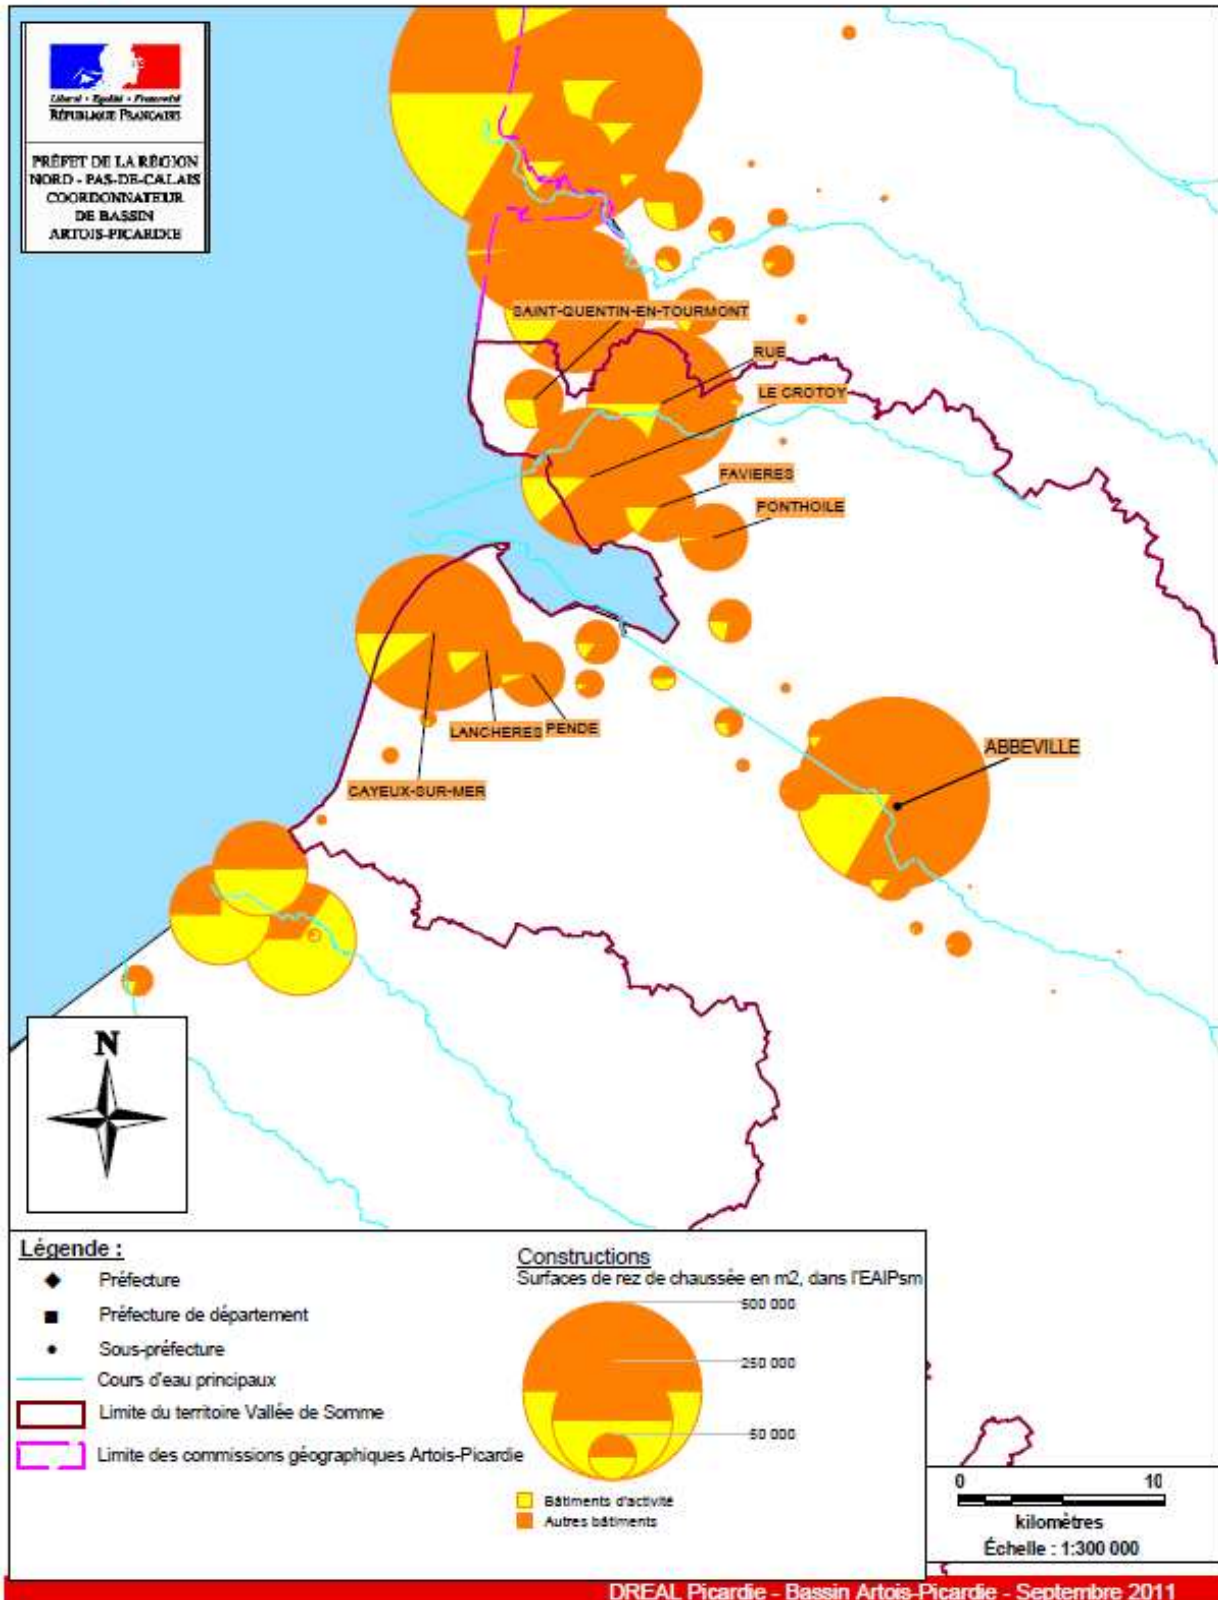 Liberté • Égalité • Fraternité
RÉPUBLIQUE FRANÇAISE
PRÉFET DE LA RÉGION
NORD - PAS-DE-CALAIS
COORDONNATEUR
DE BASSIN
ARTOIS-PICARDIE
SAINT-QUENTIN-EN-TOURMONT
RUE
LE CROTOY
FAVIERES
PONTHOILE
LANCHERES
PENDE
ABBEVILLE
CAYEUX-SUR-MER
N
Légende :
Préfecture
Préfecture de département
Sous-préfecture
Cours d'eau principaux
Limite du territoire Vallée de Somme
Limite des commissions géographiques Artois-Picardie
Constructions
Surfaces de rez de chaussée en m2, dans l'EAIPsm
500 000
250 000
50 000
Bâtiments d'activité
Autres bâtiments
0 10
kilomètres
Échelle : 1:300 000
DREAL Picardie - Bassin Artois-Picardie - Septembre 2011